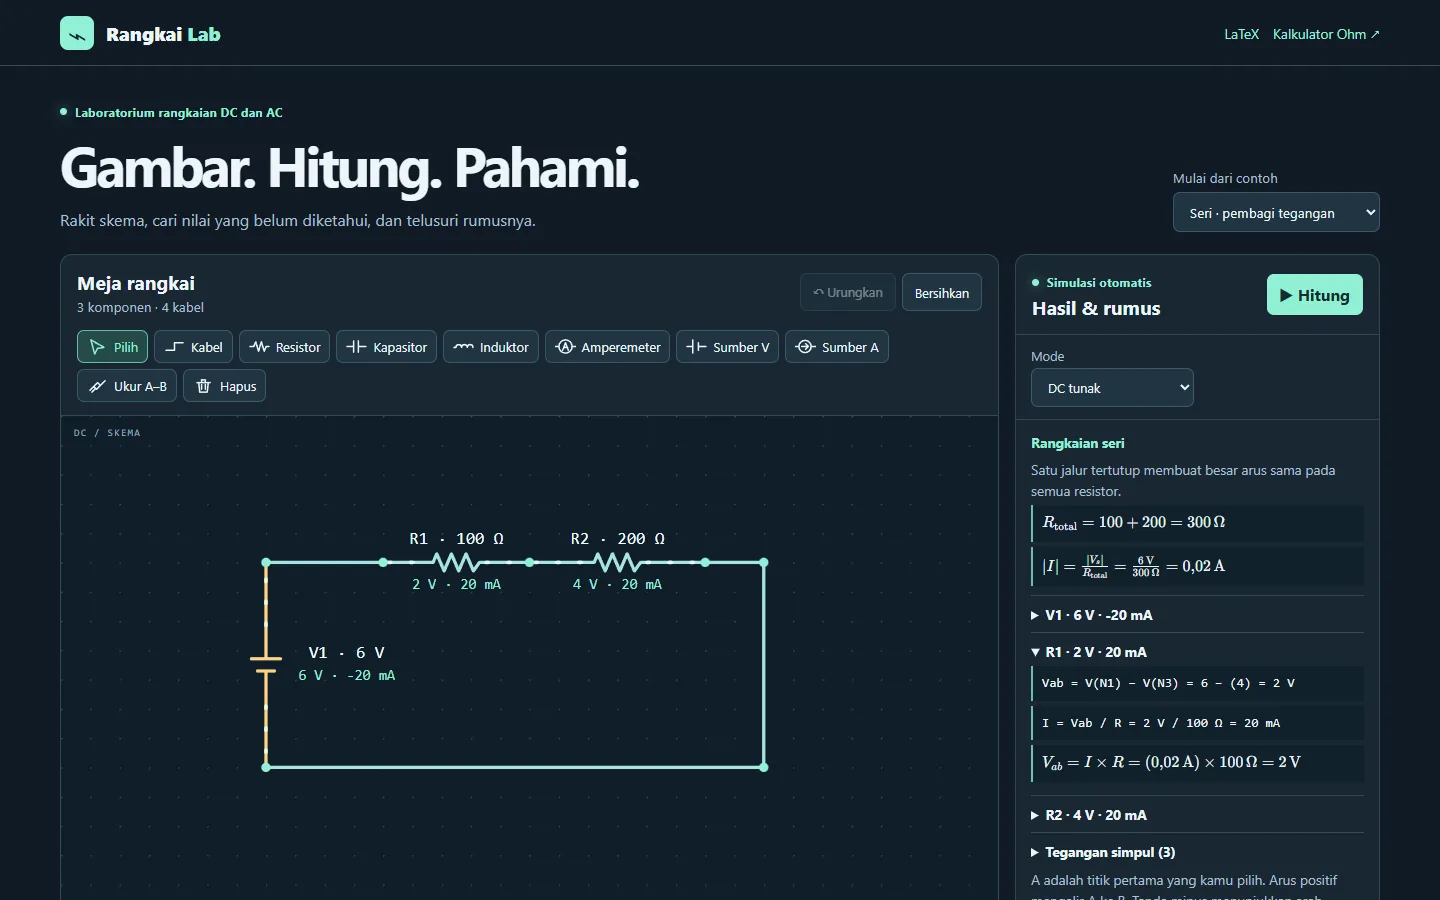 Rangkai Lab
LaTeX
Kalkulator Ohm ↗
Laboratorium rangkaian DC dan AC
Gambar. Hitung. Pahami.
Rakit skema, cari nilai yang belum diketahui, dan telusuri rumusnya.
Mulai dari contoh
Seri · pembagi tegangan
Meja rangkai
3 komponen · 4 kabel
↶ Urungkan
Bersihkan
Pilih
Kabel
Resistor
Kapasitor
Induktor
Amperemeter
Sumber V
Sumber A
Ukur A–B
Hapus
DC / SKEMA
R1 · 100 Ω
2 V · 20 mA
R2 · 200 Ω
4 V · 20 mA
V1 · 6 V
6 V · -20 mA
Simulasi otomatis
Hasil & rumus
▶ Hitung
Mode
DC tunak
Rangkaian seri
Satu jalur tertutup membuat besar arus sama pada
semua resistor.
R_total = 100 + 200 = 300 Ω
|I| = |V_s| / R_total = 6 V / 300 Ω = 0,02 A
▶ V1 · 6 V · -20 mA
▼ R1 · 2 V · 20 mA
Vab = V(N1) − V(N3) = 6 − (4) = 2 V
I = Vab / R = 2 V / 100 Ω = 20 mA
V_ab = I × R = (0,02 A) × 100 Ω = 2 V
▶ R2 · 4 V · 20 mA
▶ Tegangan simpul (3)
A adalah titik pertama yang kamu pilih. Arus positif